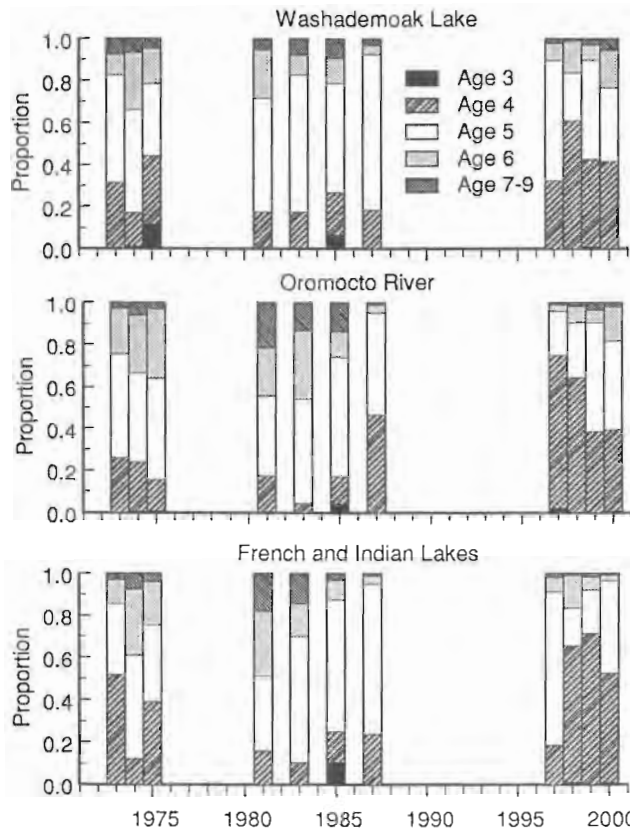 Washademoak Lake
Proportion
1.0
0.8
0.6
0.4
0.2
0.0
Age 3
Age 4
Age 5
Age 6
Age 7-9
Oromocto River
Proportion
1.0
0.8
0.6
0.4
0.2
0.0
French and Indian Lakes
Proportion
1.0
0.8
0.6
0.4
0.2
0.0
1975 1980 1985 1990 1995 2000